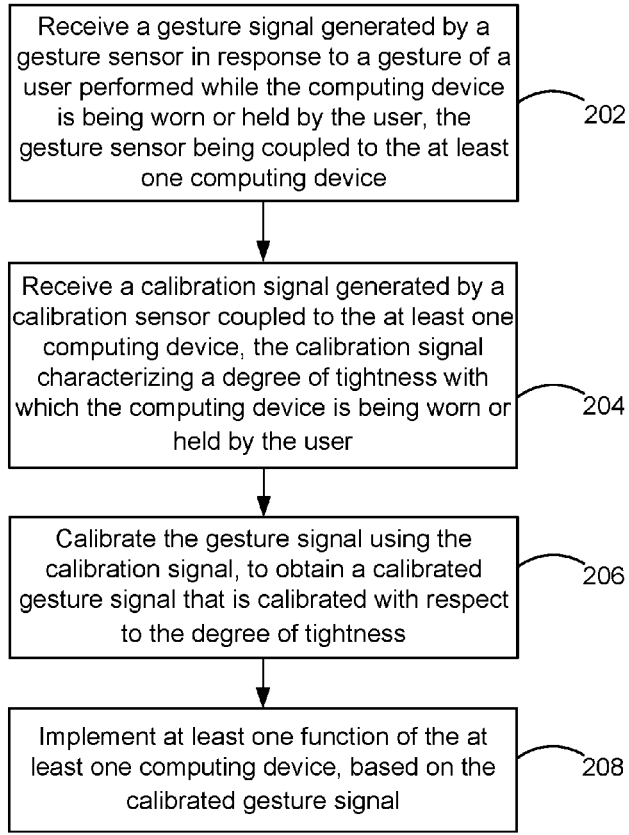 Receive a gesture signal generated by a
gesture sensor in response to a gesture of a
user performed while the computing device
is being worn or held by the user, the
gesture sensor being coupled to the at least
one computing device
202
Receive a calibration signal generated by a
calibration sensor coupled to the at least one
computing device, the calibration signal
characterizing a degree of tightness with
which the computing device is being worn or
held by the user
204
Calibrate the gesture signal using the
calibration signal, to obtain a calibrated
gesture signal that is calibrated with respect
to the degree of tightness
206
Implement at least one function of the at
least one computing device, based on the
calibrated gesture signal
208